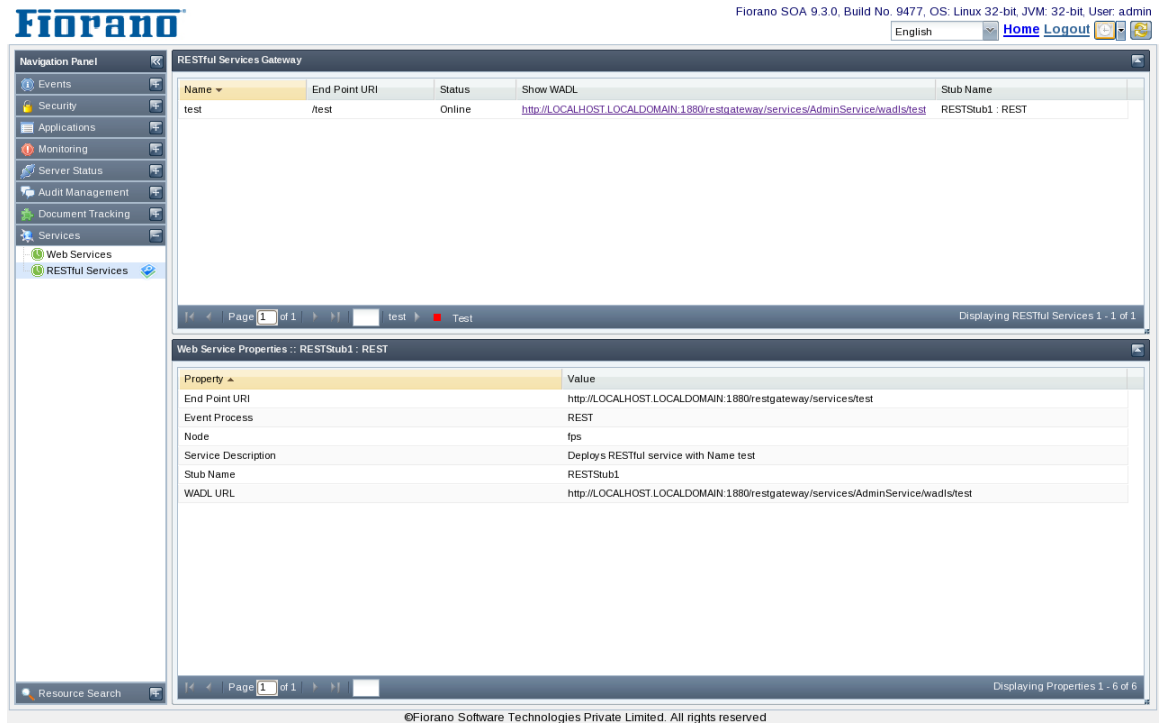 Fiorano
Fiorano SOA 9.3.0, Build No. 9477, OS: Linux 32-bit, JVM: 32-bit, User: admin
English Home Logout
Navigation Panel
Events
Security
Applications
Monitoring
Server Status
Audit Management
Document Tracking
Services
Web Services
RESTful Services
Resource Search
RESTful Services Gateway
Name End Point URI Status Show WADL Stub Name
test /test Online http://LOCALHOST.LOCALDOMAIN:1880/restgateway/services/AdminService/wadls/test RESTStub1 : REST
Page 1 of 1 test Test Displaying RESTful Services 1 - 1 of 1
Web Service Properties :: RESTStub1 : REST
Property Value
End Point URI http://LOCALHOST.LOCALDOMAIN:1880/restgateway/services/test
Event Process REST
Node fps
Service Description Deploys RESTful service with Name test
Stub Name RESTStub1
WADL URL http://LOCALHOST.LOCALDOMAIN:1880/restgateway/services/AdminService/wadls/test
Page 1 of 1 Displaying Properties 1 - 6 of 6
©Fiorano Software Technologies Private Limited. All rights reserved